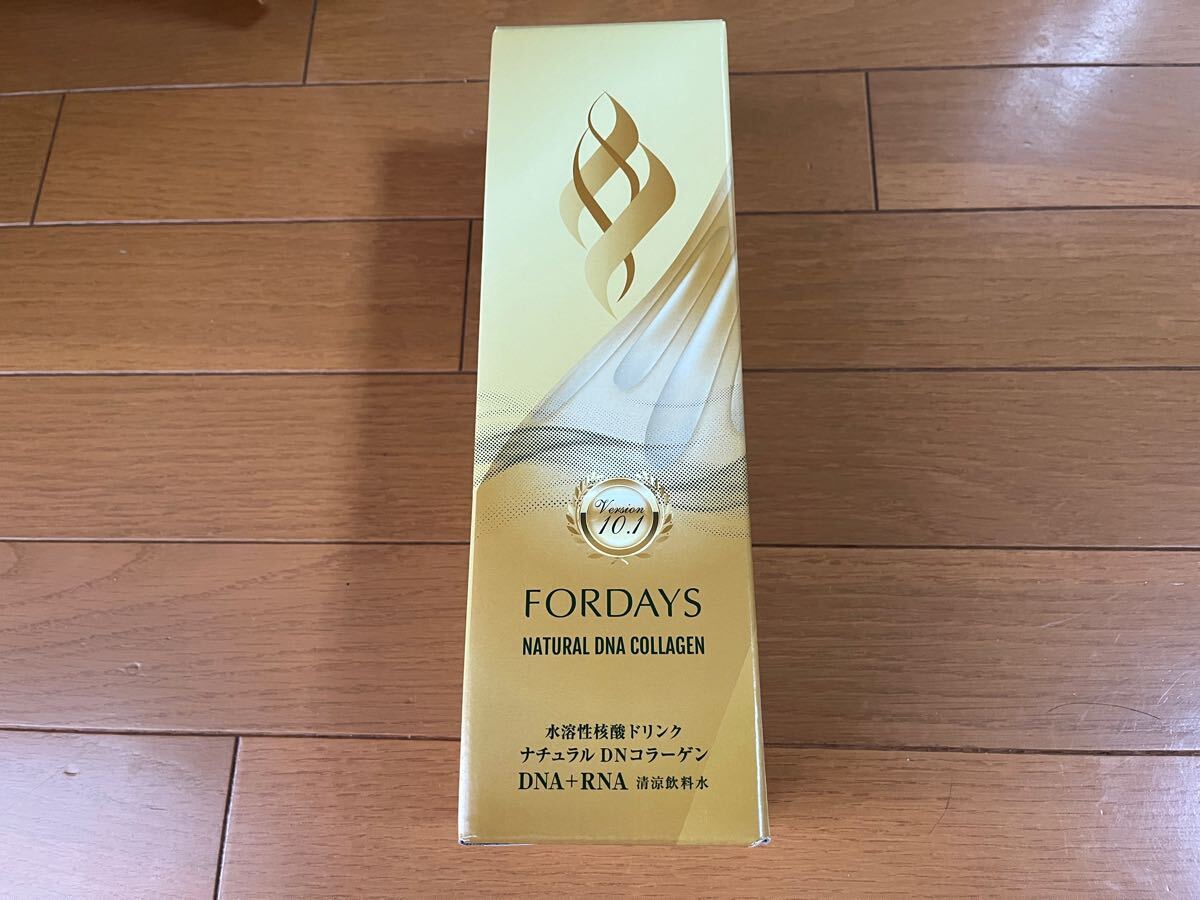 Version
10.1
FORDAYS
NATURAL DNA COLLAGEN
水溶性核酸ドリンク
ナチュラル DNコラーゲン
DNA+RNA 清涼飲料水